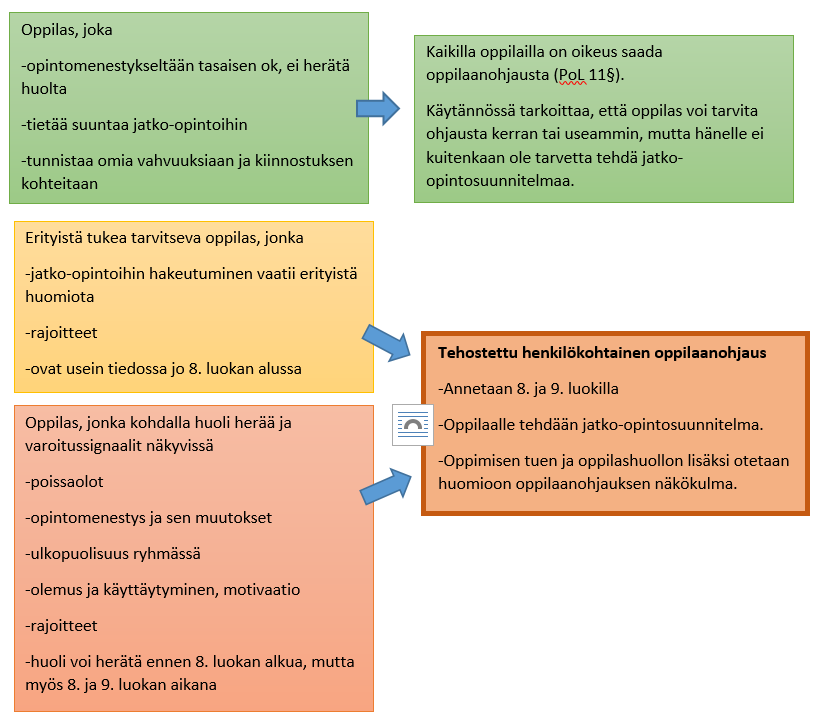 Oppilas, joka
-opintomenestykseltään tasaisen ok, ei herätä
huolta
-tietää suuntaa jatko-opintoihin
-tunnistaa omia vahvuuksiaan ja kiinnostuksen
kohteitaan
Kaikilla oppilailla on oikeus saada
oppilaanohjausta (PoL 11§).
Käytännössä tarkoittaa, että oppilas voi tarvita
ohjausta kerran tai useammin, mutta hänelle ei
kuitenkaan ole tarvetta tehdä jatko-
opintosuunnitelmaa.
Erityistä tukea tarvitseva oppilas, jonka
-jatko-opintoihin hakeutuminen vaatii erityistä
huomiota
-rajoitteet
-ovat usein tiedossa jo 8. luokan alussa
Oppilas, jonka kohdalla huoli herää ja
varoitussignaalit näkyvissä
-poissaolot
-opintomenestys ja sen muutokset
-ulkopuolisuus ryhmässä
-olemus ja käyttäytyminen, motivaatio
-rajoitteet
-huoli voi herätä ennen 8. luokan alkua, mutta
myös 8. ja 9. luokan aikana
Tehostettu henkilökohtainen oppilaanohjaus
-Annetaan 8. ja 9. luokilla
-Oppilaalle tehdään jatko-opintosuunnitelma.
-Oppimisen tuen ja oppilashuollon lisäksi otetaan
huomioon oppilaanohjauksen näkökulma.